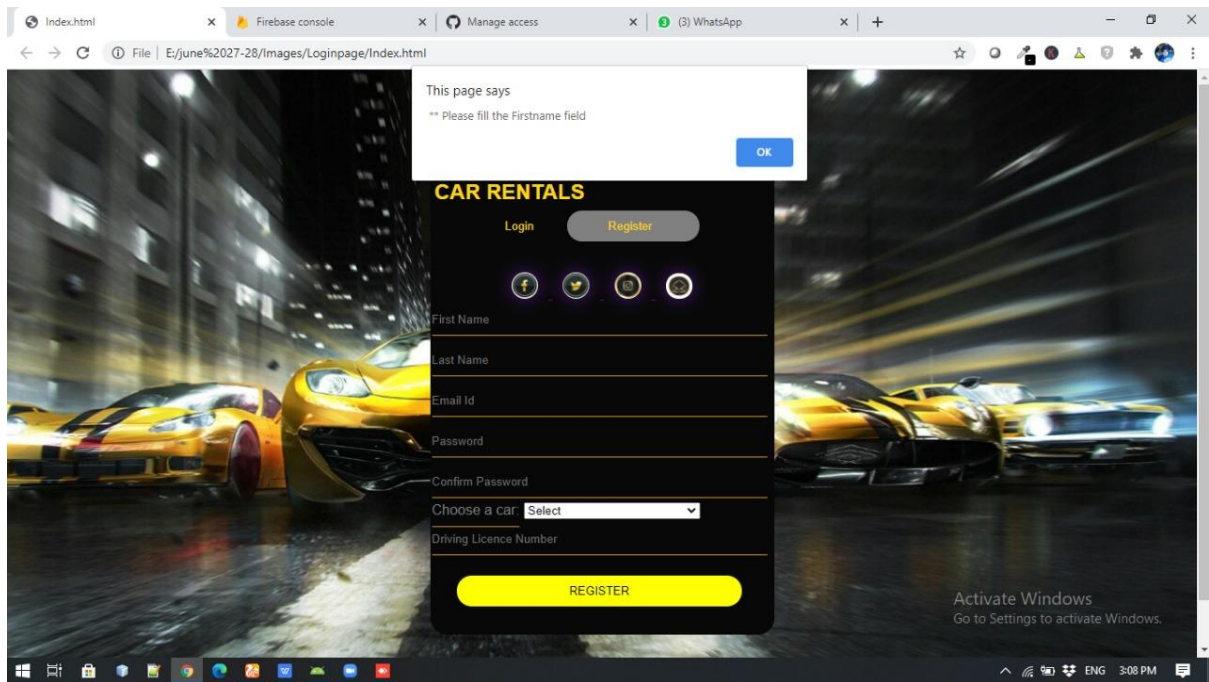 Index.html
Firebase console
Manage access
3 (3) WhatsApp
File | E:/june%2027-28/Images/Loginpage/Index.html
This page says
** Please fill the Firstname field
OK
CAR RENTALS
Login Register
First Name
Last Name
Email Id
Password
Confirm Password
Choose a car: Select
Driving Licence Number
REGISTER
Activate Windows
Go to Settings to activate Windows.
ENG 3:08 PM